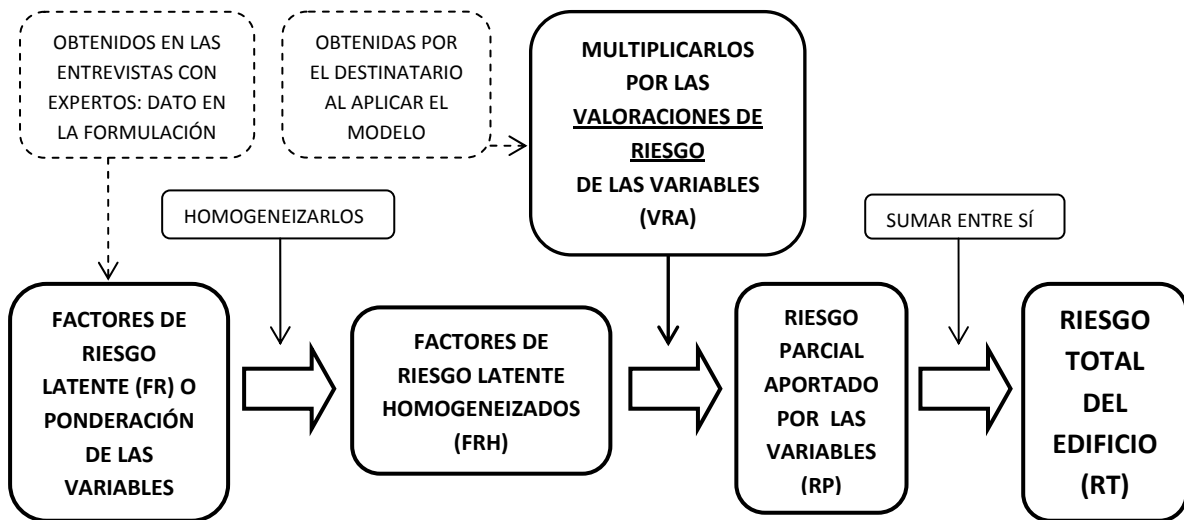 OBTENIDOS EN LAS
ENTREVISTAS CON
EXPERTOS: DATO EN
LA FORMULACIÓN
OBTENIDAS POR
EL DESTINATARIO
AL APLICAR EL
MODELO
MULTIPLICARLOS
POR LAS
VALORACIONES DE
RIESGO
DE LAS VARIABLES
(VRA)
HOMOGENEIZARLOS
SUMAR ENTRE SÍ
FACTORES DE
RIESGO
LATENTE (FR) O
PONDERACIÓN
DE LAS
VARIABLES
FACTORES DE
RIESGO LATENTE
HOMOGENEIZADOS
(FRH)
RIESGO
PARCIAL
APORTADO
POR LAS
VARIABLES
(RP)
RIESGO
TOTAL
DEL
EDIFICIO
(RT)